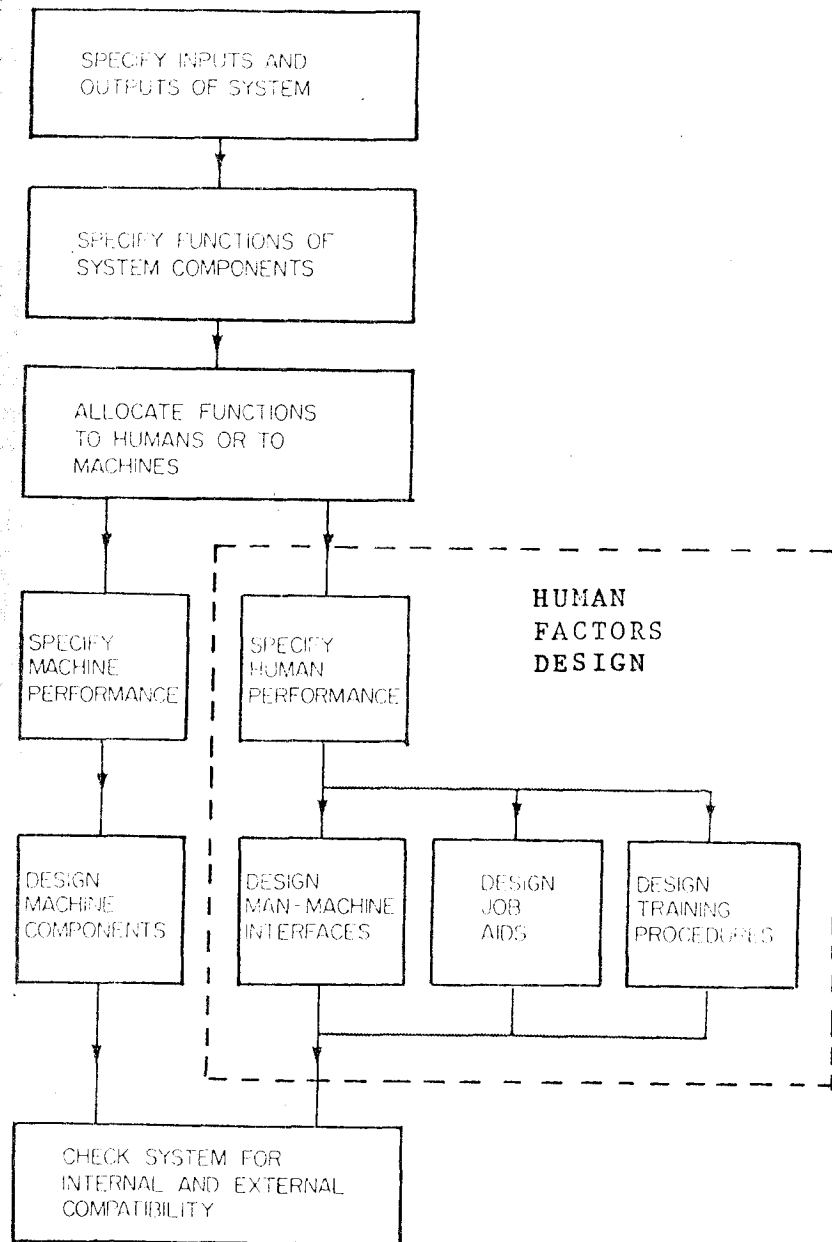 SPECIFY INPUTS AND
OUTPUTS OF SYSTEM
SPECIFY FUNCTIONS OF
SYSTEM COMPONENTS
ALLOCATE FUNCTIONS
TO HUMANS OR TO
MACHINES
HUMAN
FACTORS
DESIGN
SPECIFY
MACHINE
PERFORMANCE
SPECIFY
HUMAN
PERFORMANCE
DESIGN
MACHINE
COMPONENTS
DESIGN
MAN-MACHINE
INTERFACES
DESIGN
JOB
AIDS
DESIGN
TRAINING
PROCEDURES
CHECK SYSTEM FOR
INTERNAL AND EXTERNAL
COMPATIBILITY